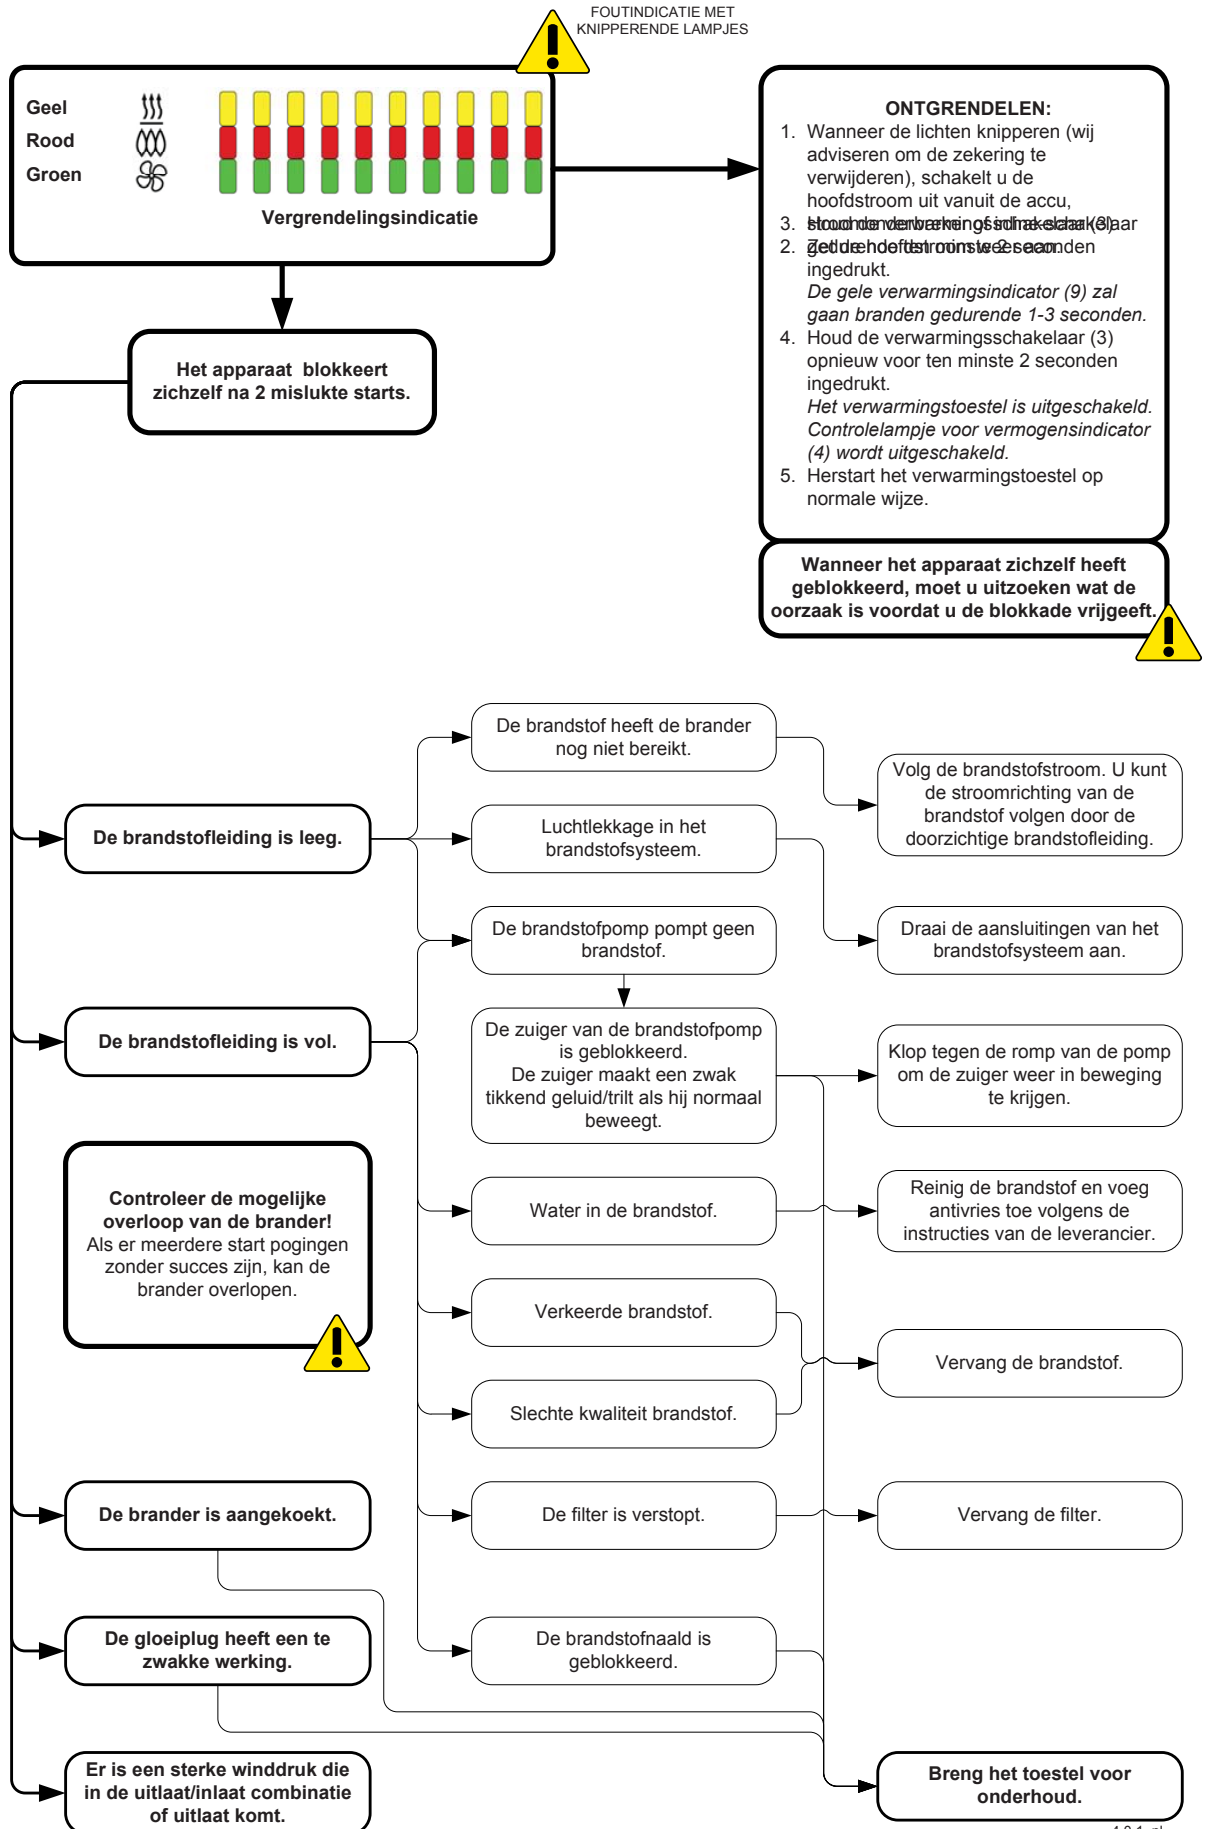 FOUTINDICATIE MET
KNIPPERENDE LAMPJES
Geel
Rood
Groen
Vergrendelingsindicatie
ONTGRENDELEN:
1. Wanneer de lichten knipperen (wij
adviseren om de zekering te
verwijderen), schakelt u de
hoofdstroom uit vanuit de accu,
3.
2.
ingedrukt.
De gele verwarmingsindicator (9) zal
gaan branden gedurende 1-3 seconden.
4. Houd de verwarmingsschakelaar (3)
opnieuw voor ten minste 2 seconden
ingedrukt.
Het verwarmingstoestel is uitgeschakeld.
Controlelampje voor vermogensindicator
(4) wordt uitgeschakeld.
5. Herstart het verwarmingstoestel op
normale wijze.
Het apparaat blokkeert
zichzelf na 2 mislukte starts.
Wanneer het apparaat zichzelf heeft
geblokkeerd, moet u uitzoeken wat de
oorzaak is voordat u de blokkade vrijgeeft.
De brandstof heeft de brander
nog niet bereikt.
Volg de brandstofstroom. U kunt
de stroomrichting van de
brandstof volgen door de
doorzichtige brandstofleiding.
De brandstofleiding is leeg.
Luchtlekkage in het
brandstofsysteem.
De brandstofpomp pompt geen
brandstof.
Draai de aansluitingen van het
brandstofsysteem aan.
De brandstofleiding is vol.
De zuiger van de brandstofpomp
is geblokkeerd.
De zuiger maakt een zwak
tikkend geluid/trilt als hij normaal
beweegt.
Klop tegen de romp van de pomp
om de zuiger weer in beweging
te krijgen.
Controleer de mogelijke
overloop van de brander!
Als er meerdere start pogingen
zonder succes zijn, kan de
brander overlopen.
Water in de brandstof.
Reinig de brandstof en voeg
antivries toe volgens de
instructies van de leverancier.
Verkeerde brandstof.
Vervang de brandstof.
Slechte kwaliteit brandstof.
De brander is aangekoekt.
De filter is verstopt.
Vervang de filter.
De gloeiplug heeft een te
zwakke werking.
De brandstofnaald is
geblokkeerd.
Er is een sterke winddruk die
in de uitlaat/inlaat combinatie
of uitlaat komt.
Breng het toestel voor
onderhoud.